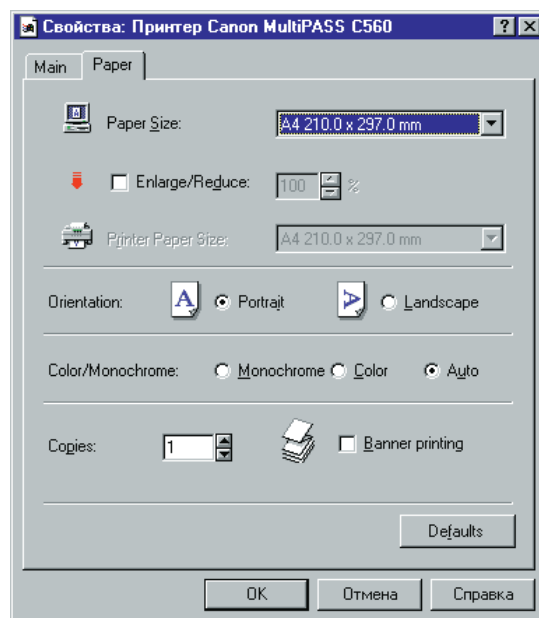 Свойства: Принтер Canon MultiPASS C560
Main Paper
Paper Size: A4 210.0 x 297.0 mm
Enlarge/Reduce: 100 %
Printer Paper Size: A4 210.0 x 297.0 mm
Orientation: A Portrait A Landscape
Color/Monochrome: Monochrome Color Auto
Copies: 1 Banner printing
Defaults
OK Отмена Справка